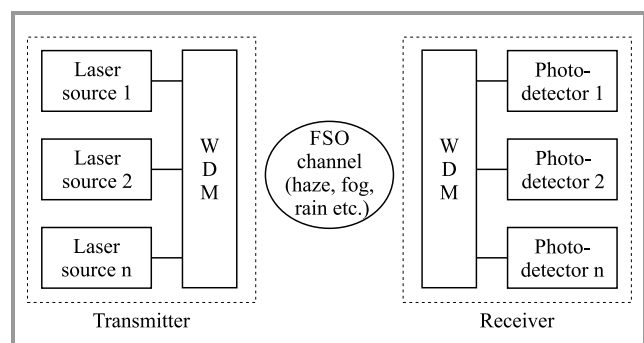 Laser
source 1
Laser
source 2
Laser
source n
W
D
M
Transmitter
FSO
channel
(haze, fog,
rain etc.)
W
D
M
Photo-
detector 1
Photo-
detector 2
Photo-
detector n
Receiver